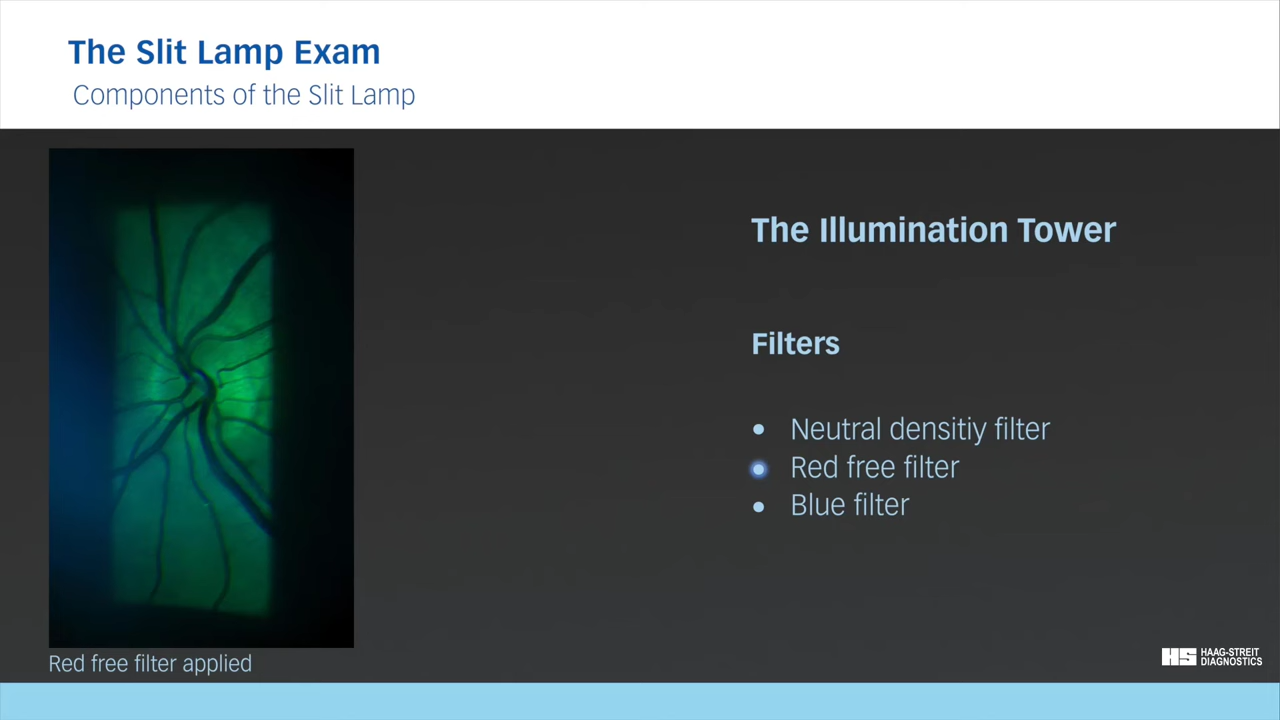 The Slit Lamp Exam
Components of the Slit Lamp
The Illumination Tower
Filters
• Neutral densitiy filter
• Red free filter
• Blue filter
Red free filter applied
HS HAAG-STREIT
DIAGNOSTICS